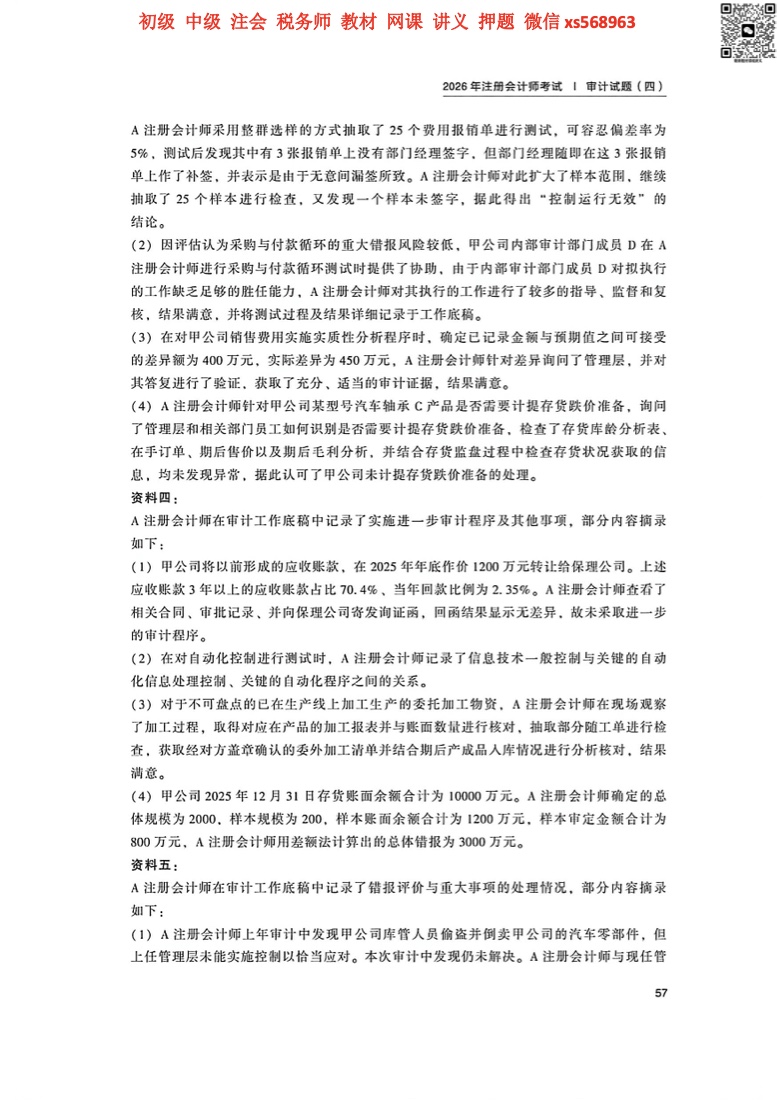 初级 中级 注会 税务师 教材 网课 讲义 押题 微信 xs568963
2026 年注册会计师考试 | 审计试题（四）
A 注册会计师采用整群选样的方式抽取了 25 个费用报销单进行测试，可容忍偏差率为
5%，测试后发现其中有 3 张报销单上没有部门经理签字，但部门经理随即在这 3 张报销
单上作了补签，并表示是由于无意间漏签所致。A 注册会计师对此扩大了样本范围，继续
抽取了 25 个样本进行检查，又发现一个样本未签字，据此得出“控制运行无效”的
结论。
（2）因评估认为采购与付款循环的重大错报风险较低，甲公司内部审计部门成员 D 在 A
注册会计师进行采购与付款循环测试时提供了协助，由于内部审计部门成员 D 对拟执行
的工作缺乏足够的胜任能力，A 注册会计师对其执行的工作进行了较多的指导、监督和复
核，结果满意，并将测试过程及结果详细记录于工作底稿。
（3）在对甲公司销售费用实施实质性分析程序时，确定已记录金额与预期值之间可接受
的差异额为 400 万元，实际差异为 450 万元，A 注册会计师针对差异询问了管理层，并对
其答复进行了验证，获取了充分、适当的审计证据，结果满意。
（4）A 注册会计师针对甲公司某型号汽车轴承 C 产品是否需要计提存货跌价准备，询问
了管理层和相关部门员工如何识别是否需要计提存货跌价准备，检查了存货库龄分析表、
在手订单、期后售价以及期后毛利分析，并结合存货监盘过程中检查存货状况获取的信
息，均未发现异常，据此认可了甲公司未计提存货跌价准备的处理。
资料四：
A 注册会计师在审计工作底稿中记录了实施进一步审计程序及其他事项，部分内容摘录
如下：
（1）甲公司将以前形成的应收账款，在 2025 年年底作价 1200 万元转让给保理公司。上述
应收账款 3 年以上的应收账款占比 70.4%、当年回款比例为 2.35%。A 注册会计师查看了
相关合同、审批记录、并向保理公司寄发询证函，回函结果显示无差异，故未采取进一步
的审计程序。
（2）在对自动化控制进行测试时，A 注册会计师记录了信息技术一般控制与关键的自动
化信息处理控制、关键的自动化程序之间的关系。
（3）对于不可盘点的已在生产线上加工生产的委托加工物资，A 注册会计师在现场观察
了加工过程，取得对应在产品的加工报表并与账面数量进行核对，抽取部分随工单进行检
查，获取经对方盖章确认的委外加工清单并结合期后产成品入库情况进行分析核对，结果
满意。
（4）甲公司 2025 年 12 月 31 日存货账面余额合计为 10000 万元。A 注册会计师确定的总
体规模为 2000，样本规模为 200，样本账面余额合计为 1200 万元，样本审定金额合计为
800 万元，A 注册会计师用差额法计算出的总体错报为 3000 万元。
资料五：
A 注册会计师在审计工作底稿中记录了错报评价与重大事项的处理情况，部分内容摘录
如下：
（1）A 注册会计师上年审计中发现甲公司库管人员偷盗并倒卖甲公司的汽车零部件，但
上任管理层未能实施控制以恰当应对。本次审计中发现仍未解决。A 注册会计师与现任管
57